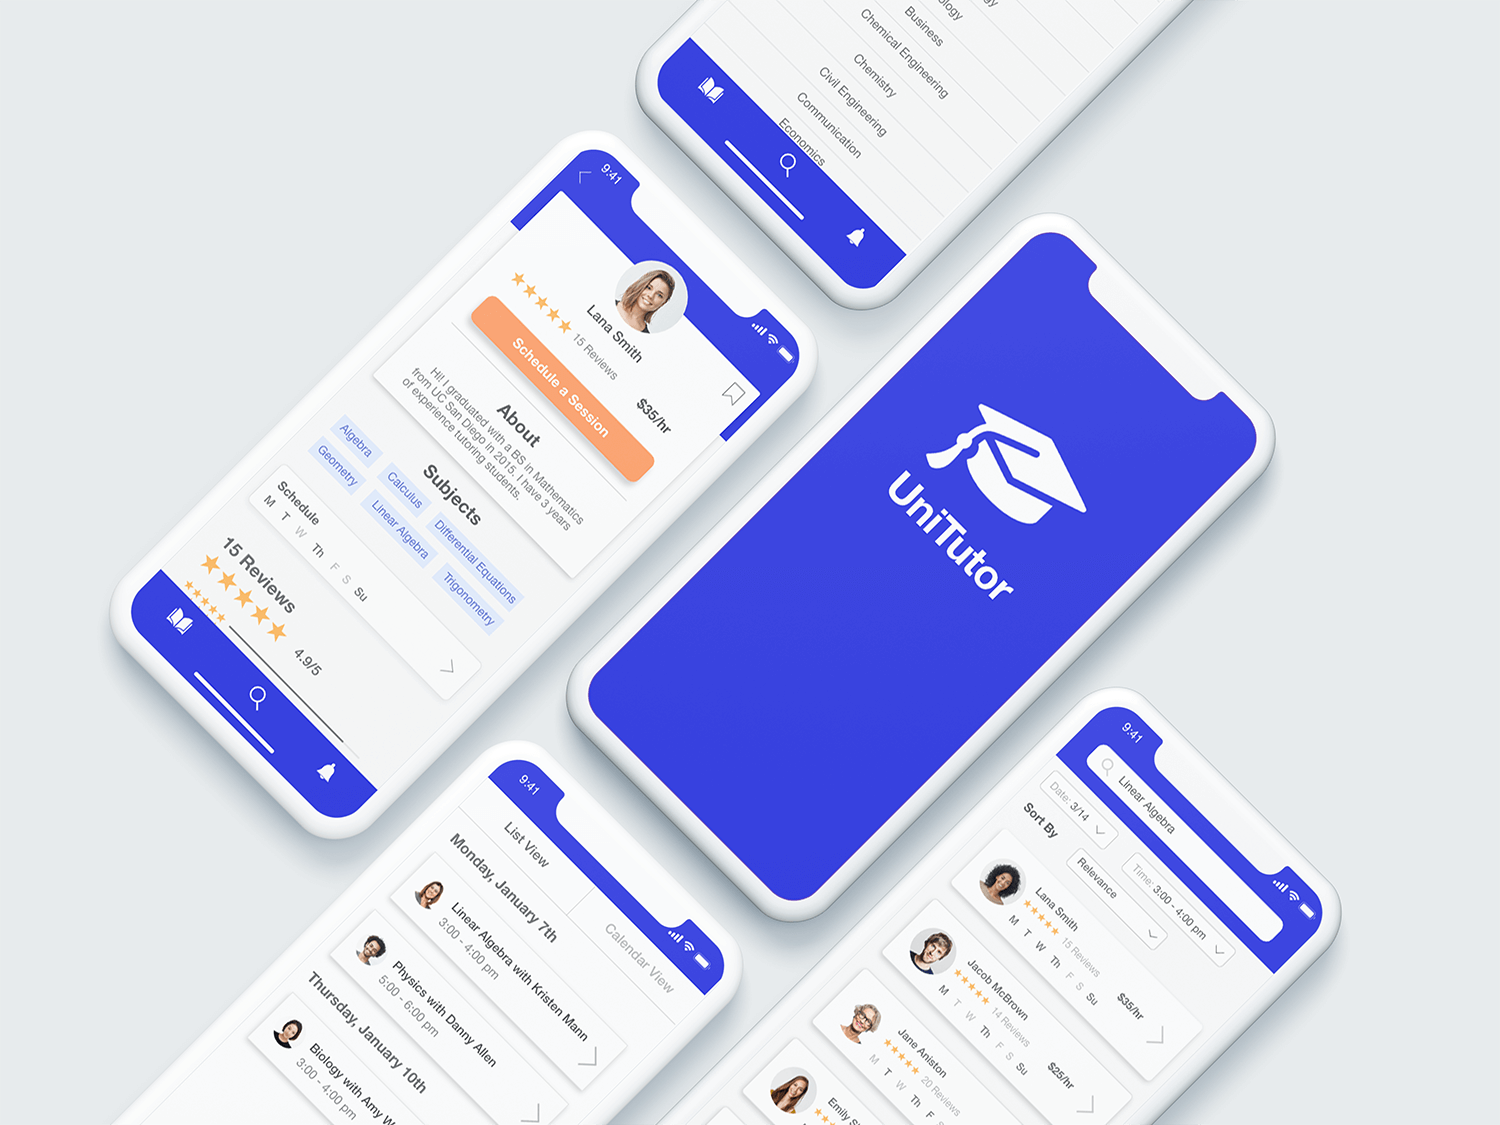 Business
Chemical Engineering
Chemistry
Civil Engineering
Communication
Economics
9:41
Lana Smith
15 Reviews
$35/hr
Schedule a Session
About
Hi! I graduated with a BS in Mathematics
from UC San Diego in 2015. I have 3 years
of experience tutoring students.
Subjects
Algebra
Calculus
Differential Equations
Geometry
Linear Algebra
Trigonometry
Schedule
M T W Th F S Su
15 Reviews
4.9/5
UniTutor
9:41
List View
Calendar View
Monday, January 7th
Linear Algebra with Kristen Mann
3:00 - 4:00 pm
Physics with Danny Allen
5:00 - 6:00 pm
Thursday, January 10th
Biology with Amy
3:00 - 4:00 pm
9:41
Linear Algebra
Date: 3/14
Time: 3:00 - 4:00 pm
Sort By
Relevance
Lana Smith
15 Reviews
M T W Th F S Su
$35/hr
Jacob McBrown
14 Reviews
M T W Th F S Su
$25/hr
Jane Aniston
20 Reviews
M T W Th F
Emily